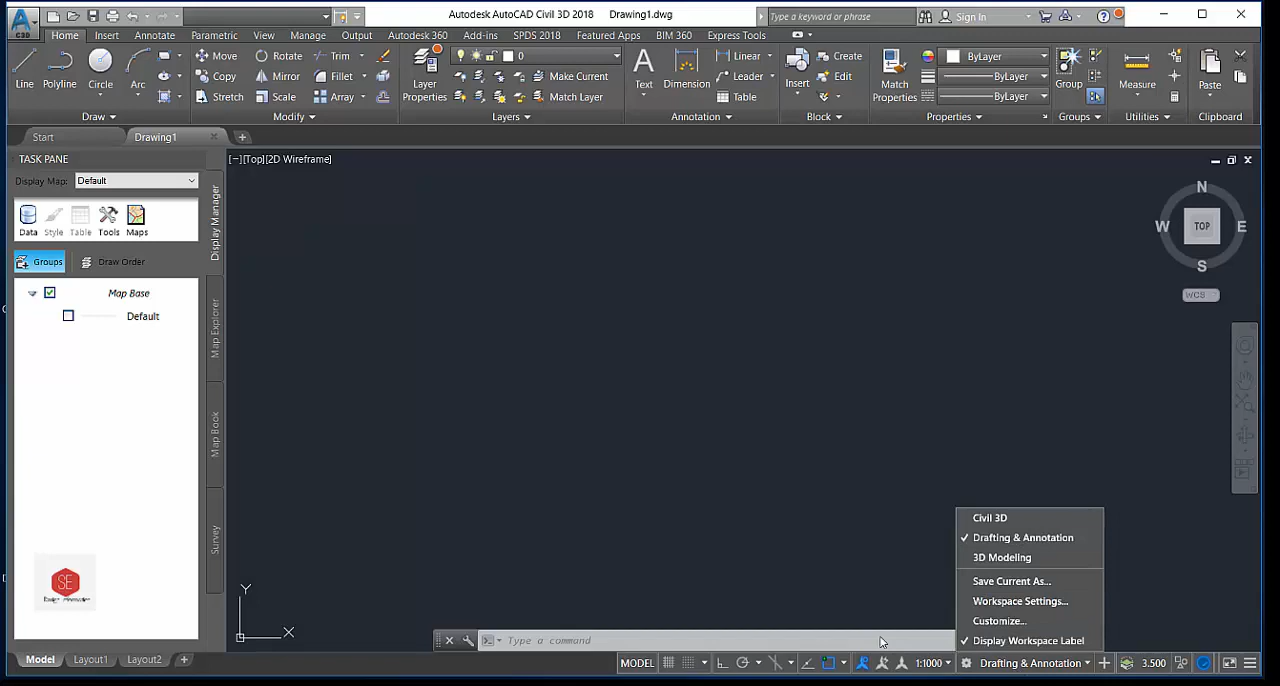 Autodesk AutoCAD Civil 3D 2018 Drawing1.dwg
Type a keyword or phrase
Sign In
Home Insert Annotate Parametric View Manage Output Autodesk 360 Add-ins SPDS 2018 Featured Apps BIM 360 Express Tools
Line Polyline Circle Arc
Move Rotate Trim
Copy Mirror Fillet
Stretch Scale Array
Layer Properties
0
Make Current
Match Layer
Text Dimension
Linear
Leader
Table
Insert
Create
Edit
Match Properties
ByLayer
ByLayer
ByLayer
Group Measure Paste
Draw Modify Layers Annotation Block Properties Groups Utilities Clipboard
Start Drawing1
TASK PANE
Display Map: Default
Data Style Table Tools Maps
Groups Draw Order
Map Base
Default
Display Manager
Map Explorer
Map Book
Survey
SE
[−][Top][2D Wireframe]
N
W TOP E
S
WCS
Y
X
Civil 3D
Drafting & Annotation
3D Modeling
Save Current As...
Workspace Settings...
Customize...
Display Workspace Label
Type a command
Model Layout1 Layout2 +
MODEL 1:1000 Drafting & Annotation 3.500